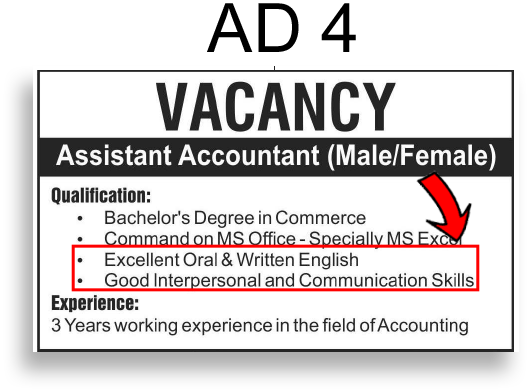 AD 4
VACANCY
Assistant Accountant (Male/Female)
Qualification:
• Bachelor's Degree in Commerce
• Command on MS Office - Specially MS Excel
• Excellent Oral & Written English
• Good Interpersonal and Communication Skills
Experience:
3 Years working experience in the field of Accounting